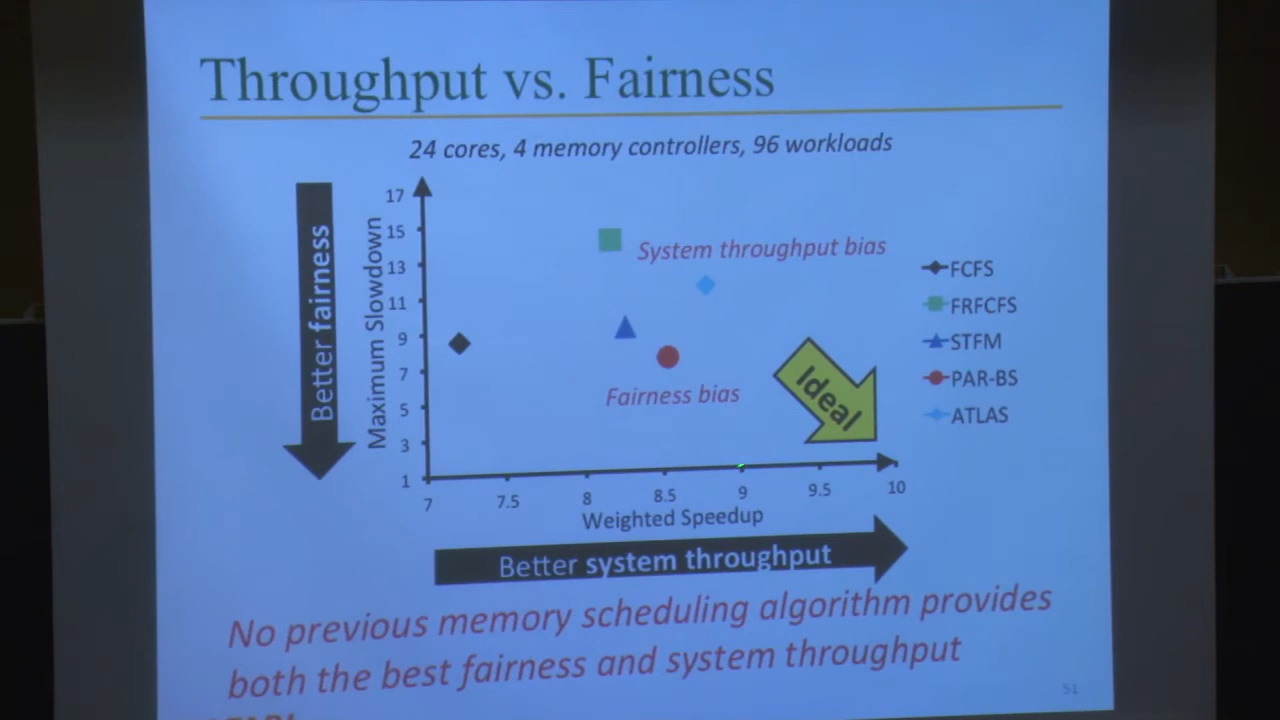 Throughput vs. Fairness
24 cores, 4 memory controllers, 96 workloads
Better fairness
Maximum Slowdown
17
15
13
11
9
7
5
3
1
System throughput bias
Fairness bias
Ideal
FCFS
FRFCFS
STFM
PAR-BS
ATLAS
7 7.5 8 8.5 9 9.5 10
Weighted Speedup
Better system throughput
No previous memory scheduling algorithm provides
both the best fairness and system throughput
51